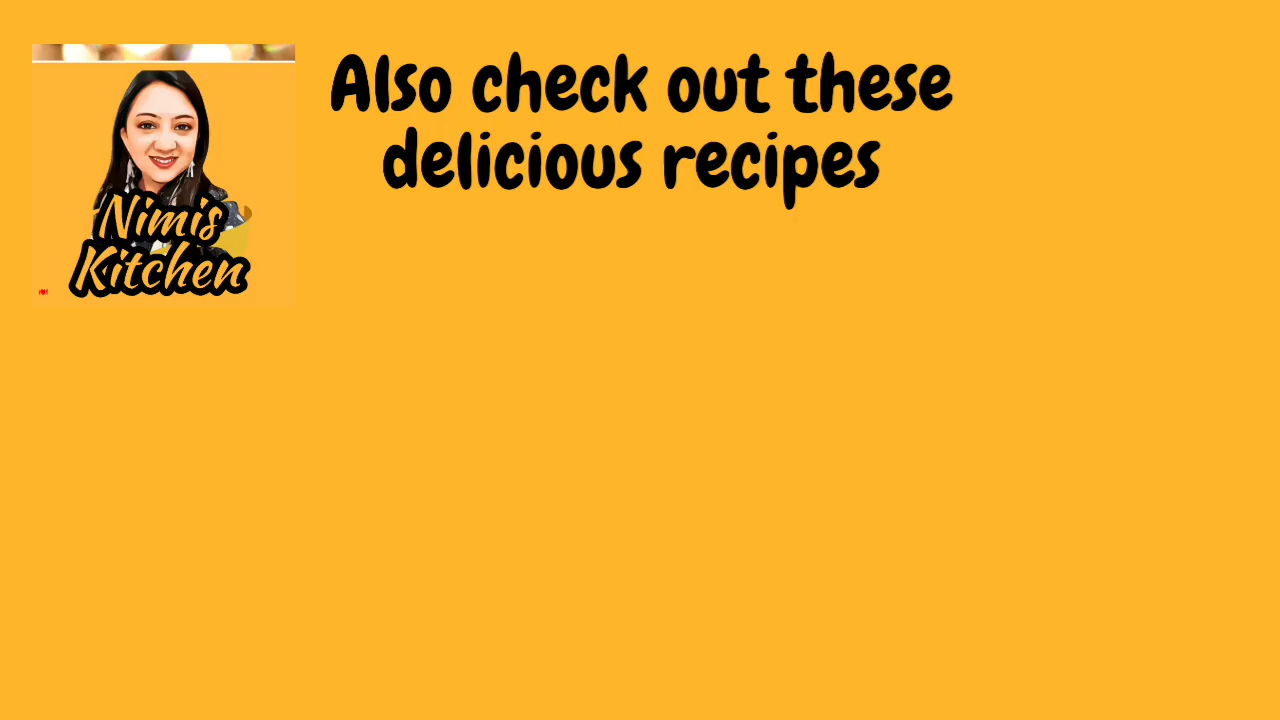 Also check out these
delicious recipes
Nimis
Kitchen